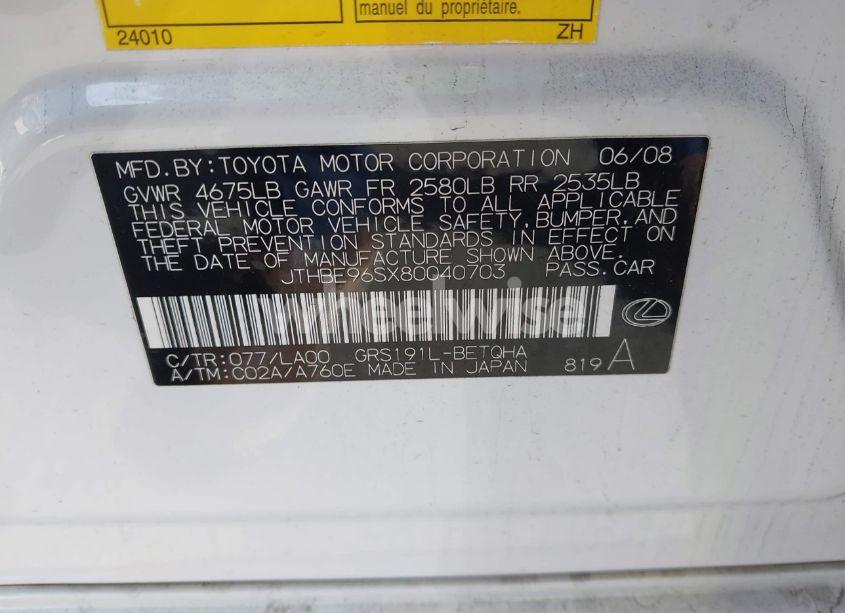 manuel du propriétaire.
24010 ZH
MFD.BY:TOYOTA MOTOR CORPORATION 06/08
GVWR 4675LB GAWR FR 2580LB RR 2535LB
THIS VEHICLE CONFORMS TO ALL APPLICABLE
FEDERAL MOTOR VEHICLE SAFETY,BUMPER,AND
THEFT PREVENTION STANDARDS IN EFFECT ON
THE DATE OF MANUFACTURE SHOWN ABOVE.
JTHBE96SX80040703 PASS.CAR
wheelwise
C/TR:077/LA00 GRS191L-BETQHA
A/TM:C02A/A760E MADE IN JAPAN 819A